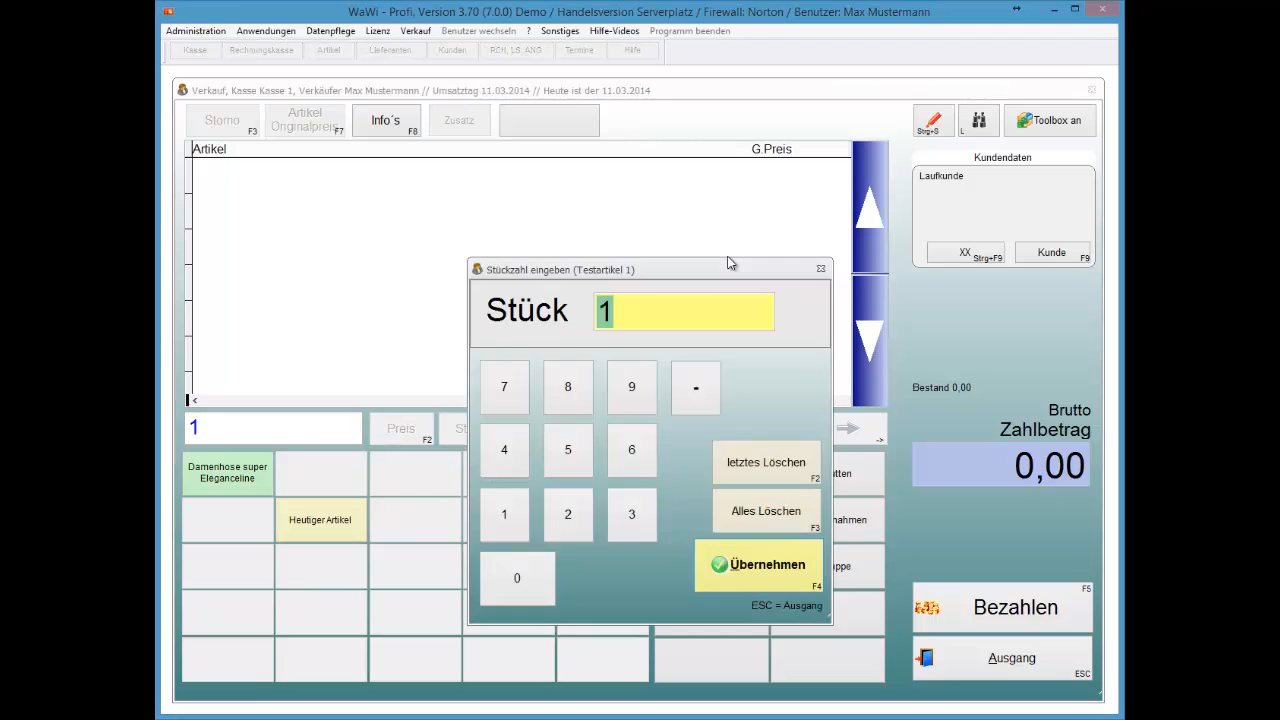 WaWi - Profi, Version 3.70 (7.0.0) Demo / Handelsversion Serverplatz / Firewall: Norton / Benutzer: Max Mustermann
Administration Anwendungen Datenpflege Lizenz Verkauf Benutzer wechseln ? Sonstiges Hilfe-Videos Programm beenden
Kasse Rechnungskasse Artikel Lieferanten Kunden RCH, LS, ANG Termine Hilfe
Verkauf, Kasse Kasse 1, Verkäufer Max Mustermann // Umsatztag 11.03.2014 // Heute ist der 11.03.2014
Storno F3
Artikel
Originalpreis F7
Info´s F8
Zusatz
Strg+S
L
Toolbox an
Artikel G.Preis
Kundendaten
Laufkunde
XX Strg+F9
Kunde F9
Stückzahl eingeben (Testartikel 1)
Stück 1
7 8 9 -
4 5 6
1 2 3
0
letztes Löschen F2
Alles Löschen F3
Übernehmen F4
ESC = Ausgang
Bestand 0,00
<
1
Preis F2
St
->
Brutto
Zahlbetrag
0,00
Damenhose super
Eleganceline
Heutiger Artikel
tten
nahmen
ppe
Bezahlen F5
Ausgang ESC